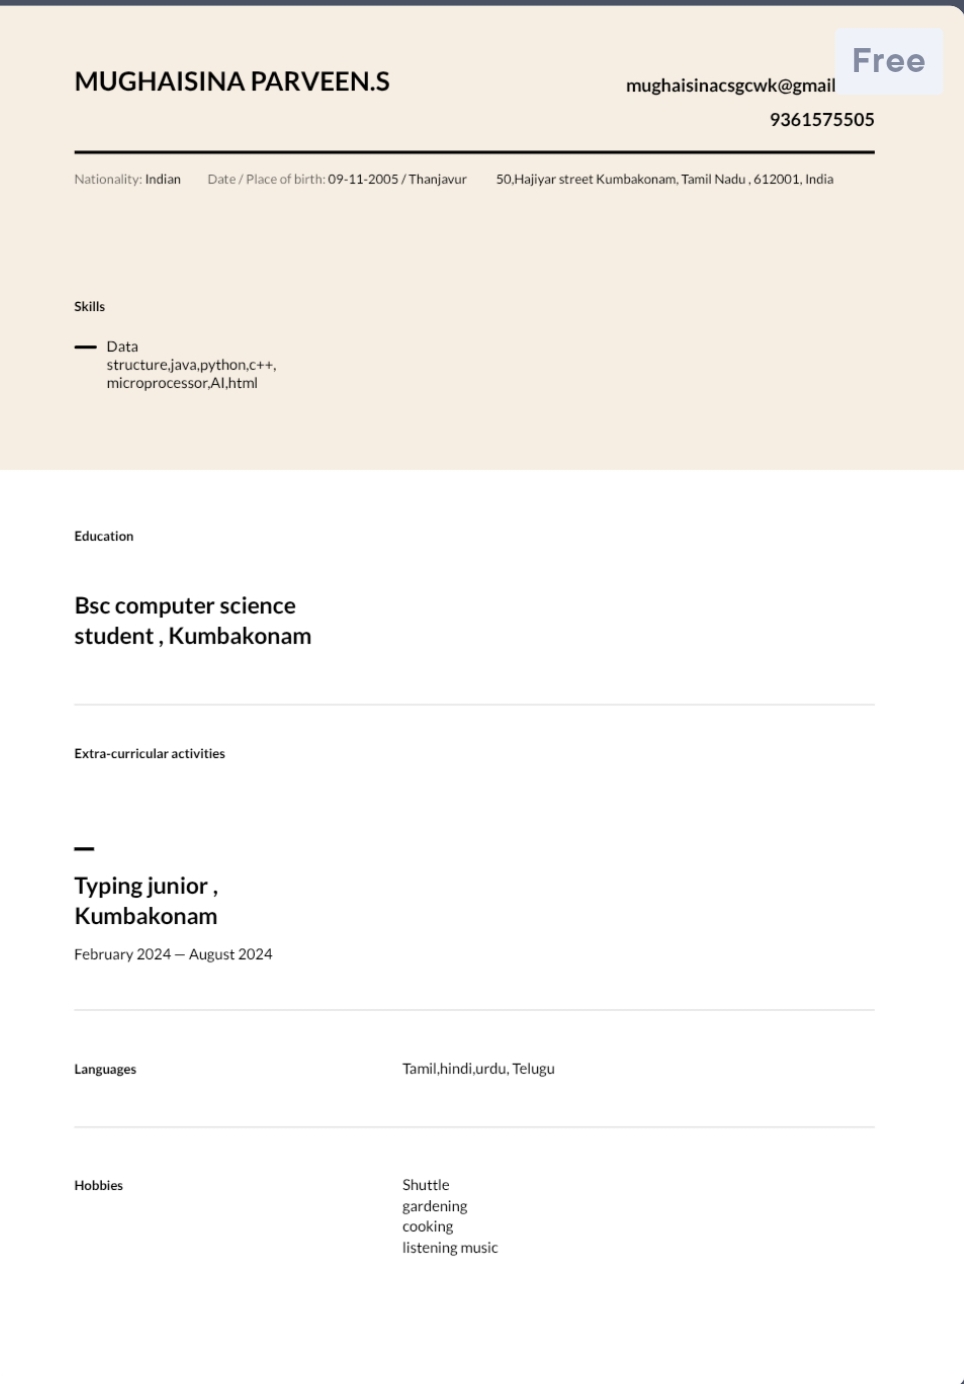 Free
MUGHAISINA PARVEEN.S
mughaisinacsgcwk@gmail
9361575505
Nationality: Indian Date / Place of birth: 09-11-2005 / Thanjavur 50,Hajiyar street Kumbakonam, Tamil Nadu , 612001, India
Skills
Data
structure,java,python,c++,
microprocessor,AI,html
Education
Bsc computer science
student , Kumbakonam
Extra-curricular activities
Typing junior ,
Kumbakonam
February 2024 — August 2024
Languages Tamil,hindi,urdu, Telugu
Hobbies Shuttle
gardening
cooking
listening music